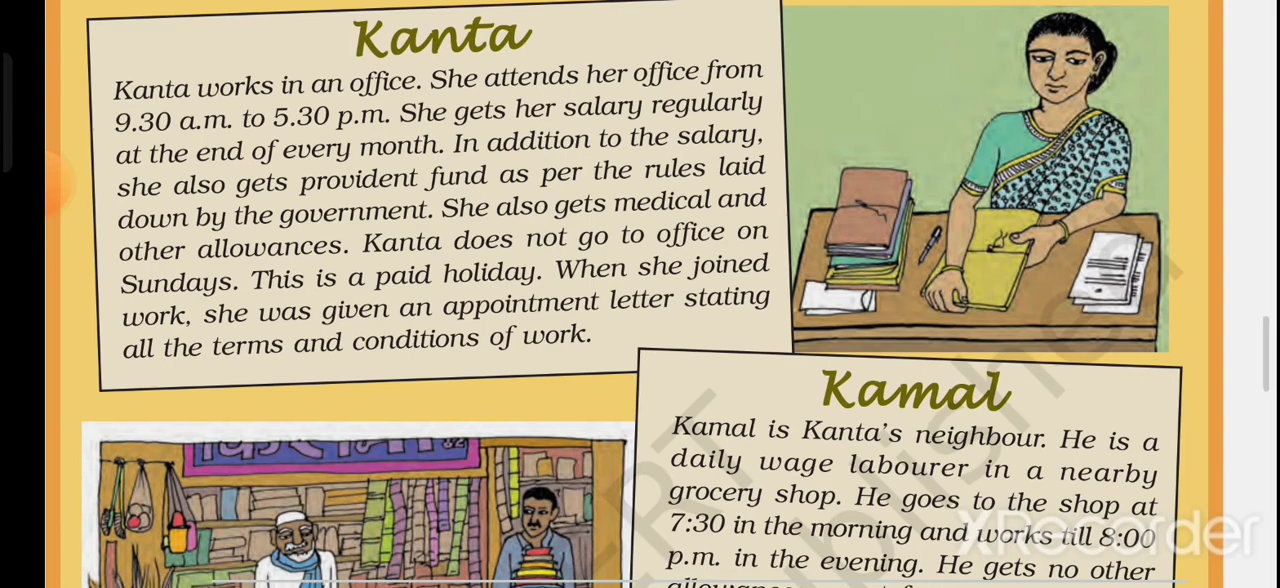 Kanta
Kanta works in an office. She attends her office from
9.30 a.m. to 5.30 p.m. She gets her salary regularly
at the end of every month. In addition to the salary,
she also gets provident fund as per the rules laid
down by the government. She also gets medical and
other allowances. Kanta does not go to office on
Sundays. This is a paid holiday. When she joined
work, she was given an appointment letter stating
all the terms and conditions of work.
Kamal
Kamal is Kanta's neighbour. He is a
daily wage labourer in a nearby
grocery shop. He goes to the shop at
7:30 in the morning and works till 8:00
p.m. in the evening. He gets no other
XRecorder